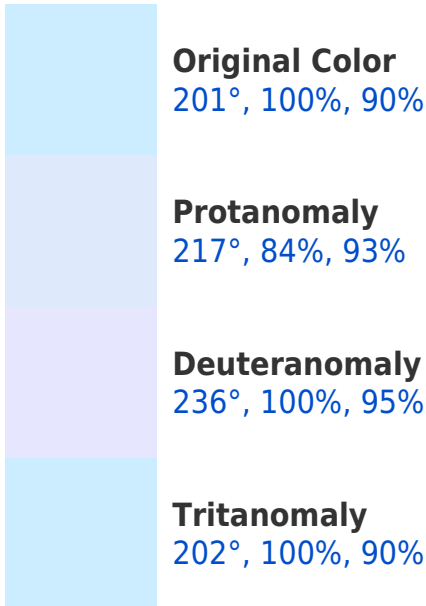 Original Color
201°, 100%, 90%
Protanomaly
217°, 84%, 93%
Deuteranomaly
236°, 100%, 95%
Tritanomaly
202°, 100%, 90%